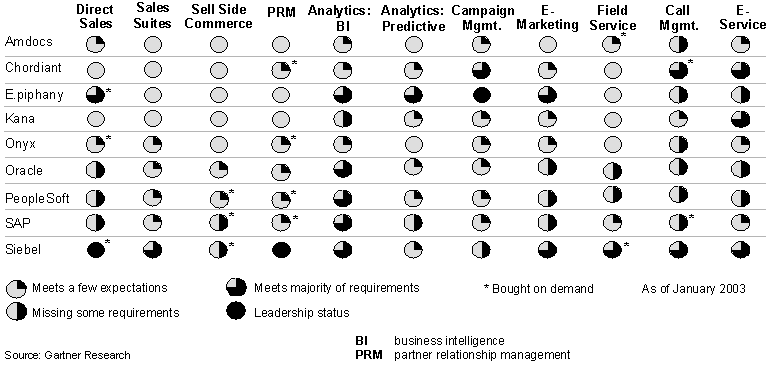 Direct Sales Sell Side PRM Analytics: Analytics: Campaign E- Field Call E-
Sales Suites Commerce BI Predictive Mgmt. Marketing Service Mgmt. Service
Amdocs *
Chordiant * *
E.piphany *
Kana
Onyx * *
Oracle
PeopleSoft * *
SAP * * *
Siebel * * *
Meets a few expectations Meets majority of requirements * Bought on demand As of January 2003
Missing some requirements Leadership status
BI business intelligence
Source: Gartner Research PRM partner relationship management